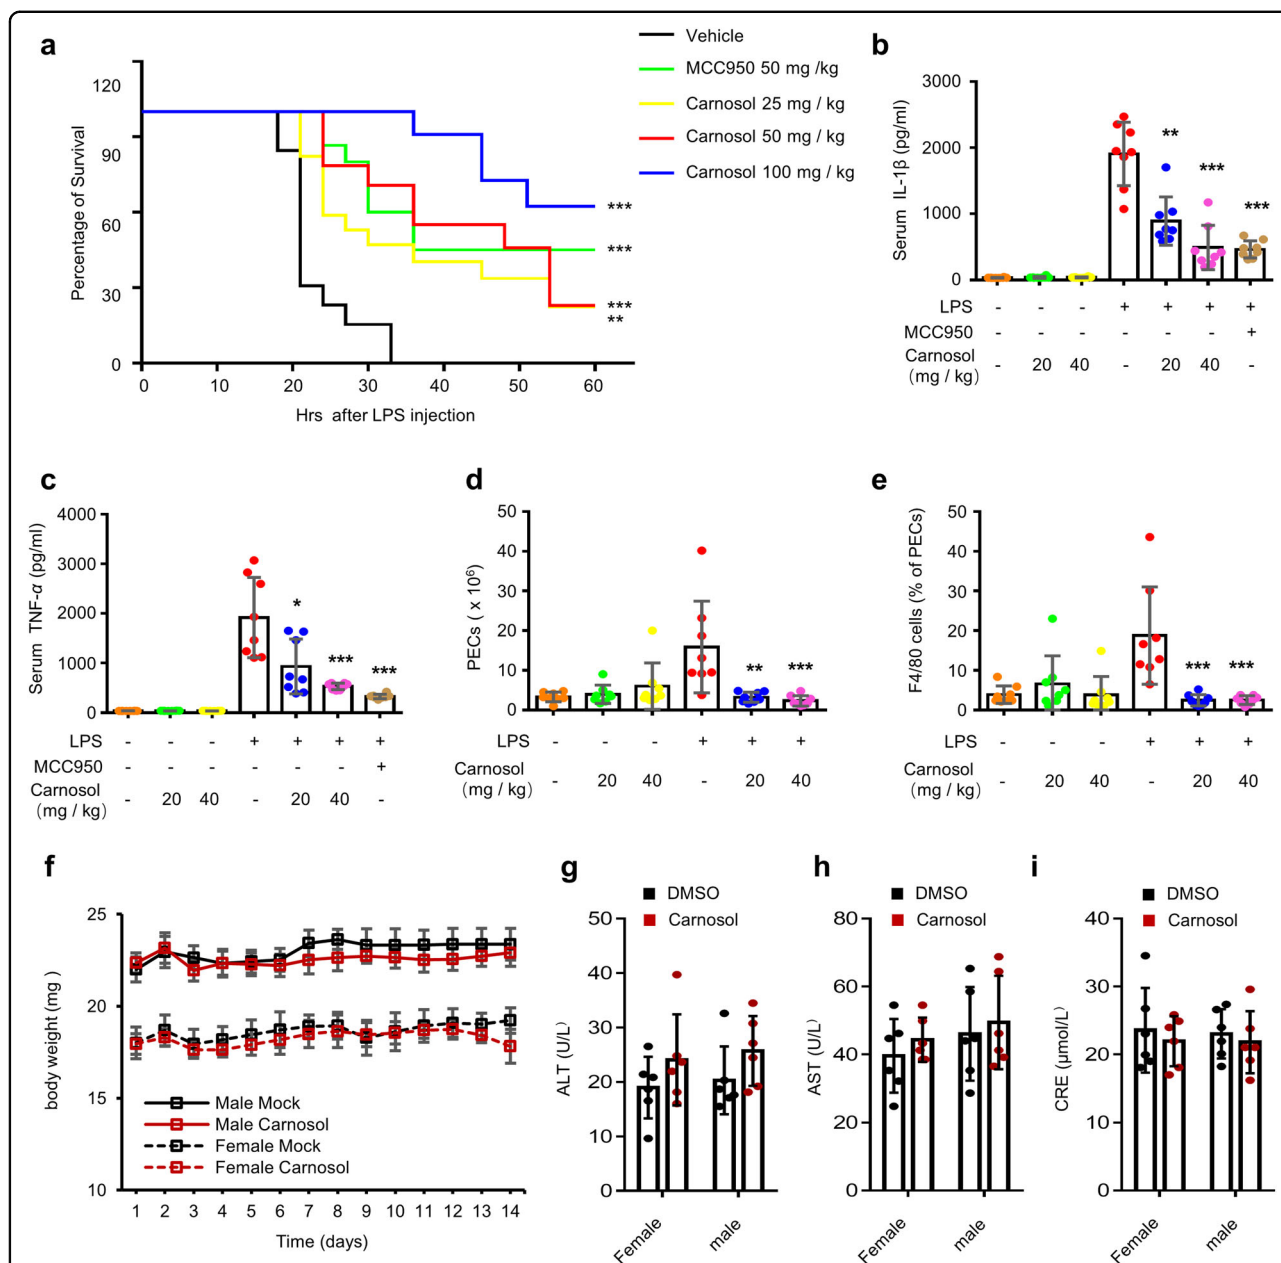 a
Vehicle
MCC950 50 mg /kg
Carnosol 25 mg / kg
Carnosol 50 mg / kg
Carnosol 100 mg / kg
Percentage of Survival
120
90
60
30
0
***
***
***
**
0 10 20 30 40 50 60
Hrs after LPS injection
b
Serum IL-1β (pg/ml)
3000
2000
1000
0
** *** ***
LPS - - - + + + +
MCC950 - - - - - - +
Carnosol - 20 40 - 20 40 -
(mg / kg)
c
Serum TNF-α (pg/ml)
4000
3000
2000
1000
0
* *** ***
LPS - - - + + + +
MCC950 - - - - - - +
Carnosol - 20 40 - 20 40 -
(mg / kg)
d
PECs ( x 10⁶)
50
40
30
20
10
0
** ***
LPS - - - + + +
Carnosol - 20 40 - 20 40
(mg / kg)
e
F4/80 cells (% of PECs)
50
40
30
20
10
0
*** ***
LPS - - - + + +
Carnosol - 20 40 - 20 40
(mg / kg)
f
body weight (mg )
25
20
15
10
Male Mock
Male Carnosol
Female Mock
Female Carnosol
1 2 3 4 5 6 7 8 9 10 11 12 13 14
Time (days)
g
DMSO
Carnosol
ALT (U/L)
50
40
30
20
10
0
Female male
h
DMSO
Carnosol
AST (U/L)
80
60
40
20
0
Female male
i
DMSO
Carnosol
CRE (μmol/L)
40
30
20
10
0
Female male